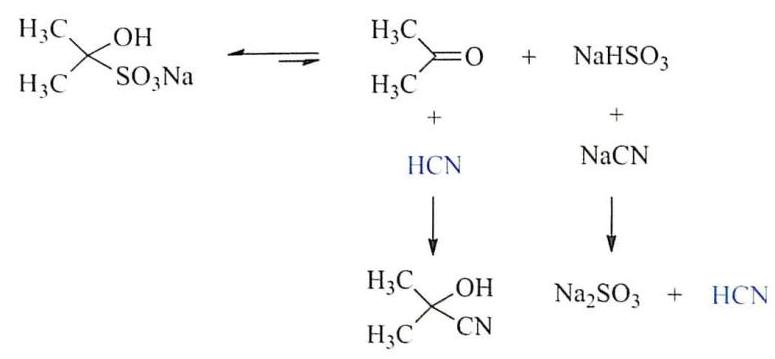 H₃C OH
H₃C SO₃Na
H₃C
H₃C O + NaHSO₃
+ +
HCN NaCN
H₃C OH
H₃C CN
Na₂SO₃ + HCN